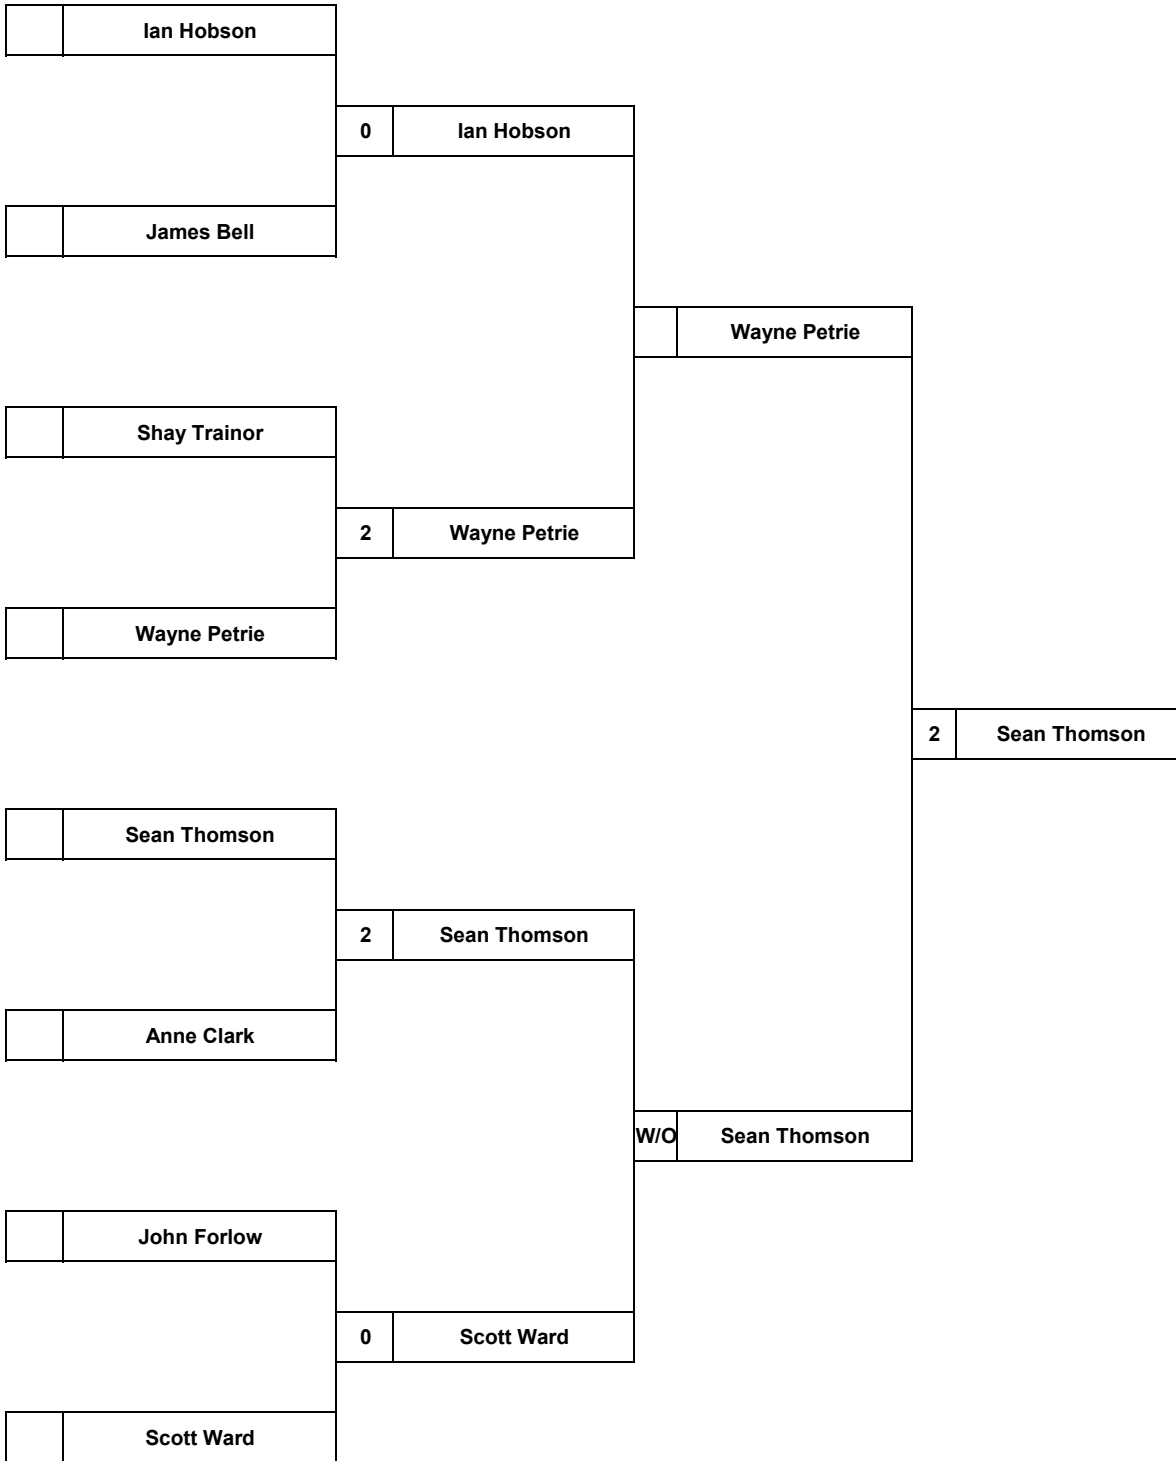 Ian Hobson
0 Ian Hobson
James Bell
Wayne Petrie
Shay Trainor
2 Wayne Petrie
Wayne Petrie
2 Sean Thomson
Sean Thomson
2 Sean Thomson
Anne Clark
W/O Sean Thomson
John Forlow
0 Scott Ward
Scott Ward